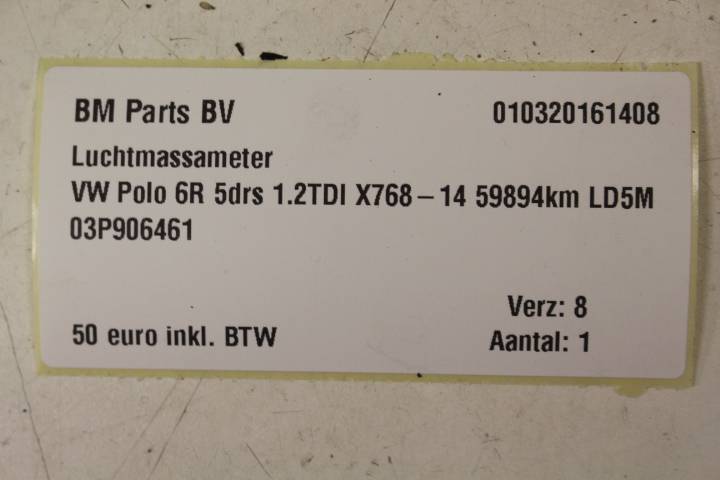 BM Parts BV 010320161408
Luchtmassameter
VW Polo 6R 5drs 1.2TDI X768 – 14 59894km LD5M
03P906461
Verz: 8
50 euro inkl. BTW Aantal: 1